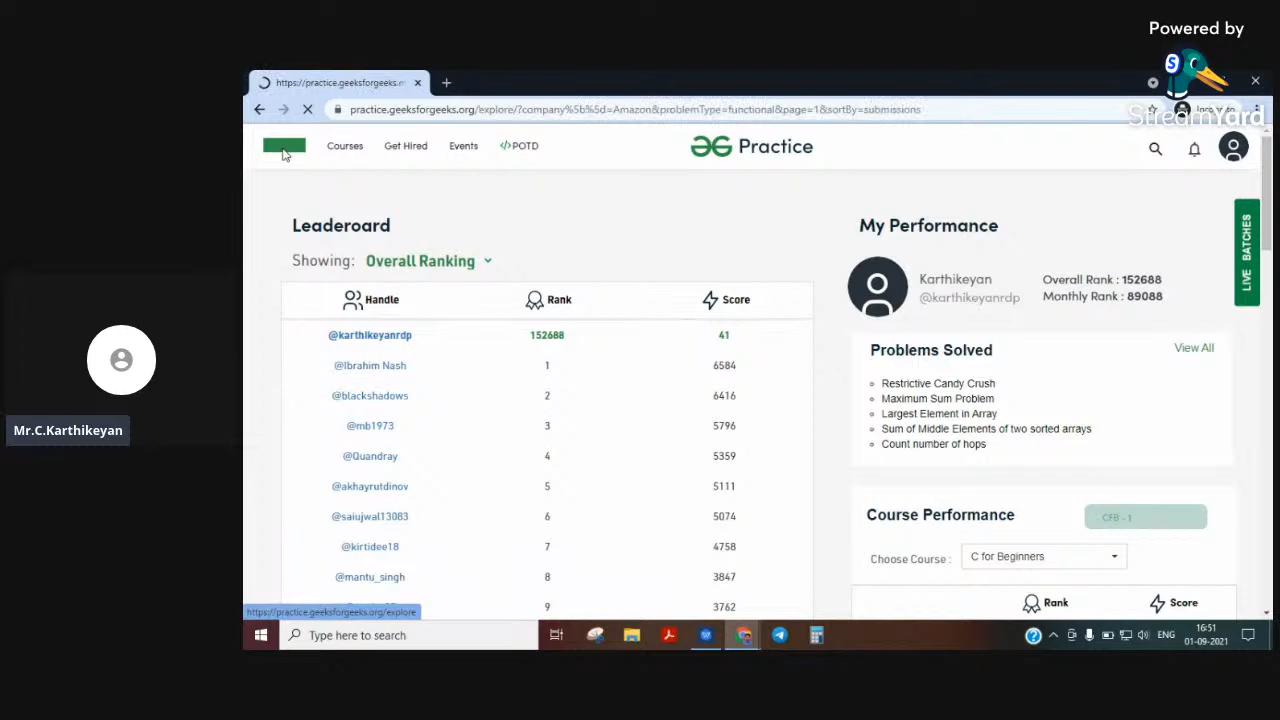 Powered by
StreamYard
https://practice.geeksforgeeks.
practice.geeksforgeeks.org/explore/?company%5b%5d=Amazon&problemType=functional&page=1&sortBy=submissions
Courses
Get Hired
Events
</>POTD
Practice
LIVE BATCHES
Leaderoard
Showing: Overall Ranking
Handle Rank Score
@karthikeyanrdp 152688 41
@Ibrahim Nash 1 6584
@blackshadows 2 6416
@mb1973 3 5796
@Quandray 4 5359
@akhayrutdinov 5 5111
@saiujwal13083 6 5074
@kirtidee18 7 4758
@mantu_singh 8 3847
9 3762
My Performance
Karthikeyan
@karthikeyanrdp
Overall Rank : 152688
Monthly Rank : 89088
Problems Solved
View All
Restrictive Candy Crush
Maximum Sum Problem
Largest Element in Array
Sum of Middle Elements of two sorted arrays
Count number of hops
Course Performance
CFB - 1
Choose Course :
C for Beginners
Rank Score
https://practice.geeksforgeeks.org/explore
Type here to search
ENG
16:51
01-09-2021
Mr.C.Karthikeyan